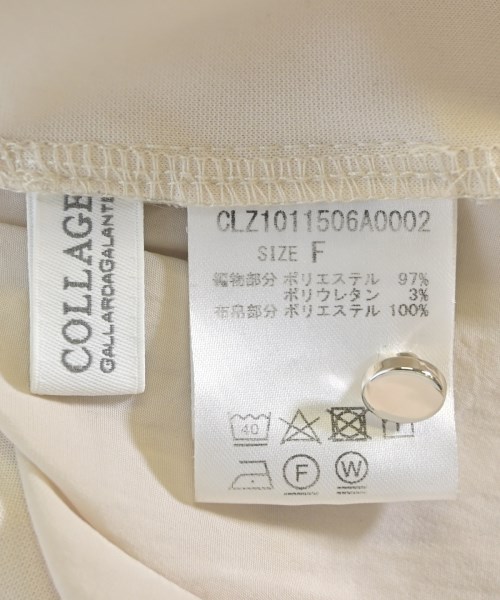 COLLAGE
GALLARDAGALANTE
CLZ1011506A0002
SIZE F
編物部分 ポリエステル 97%
ポリウレタン 3%
布帛部分 ポリエステル 100%
40
F
W